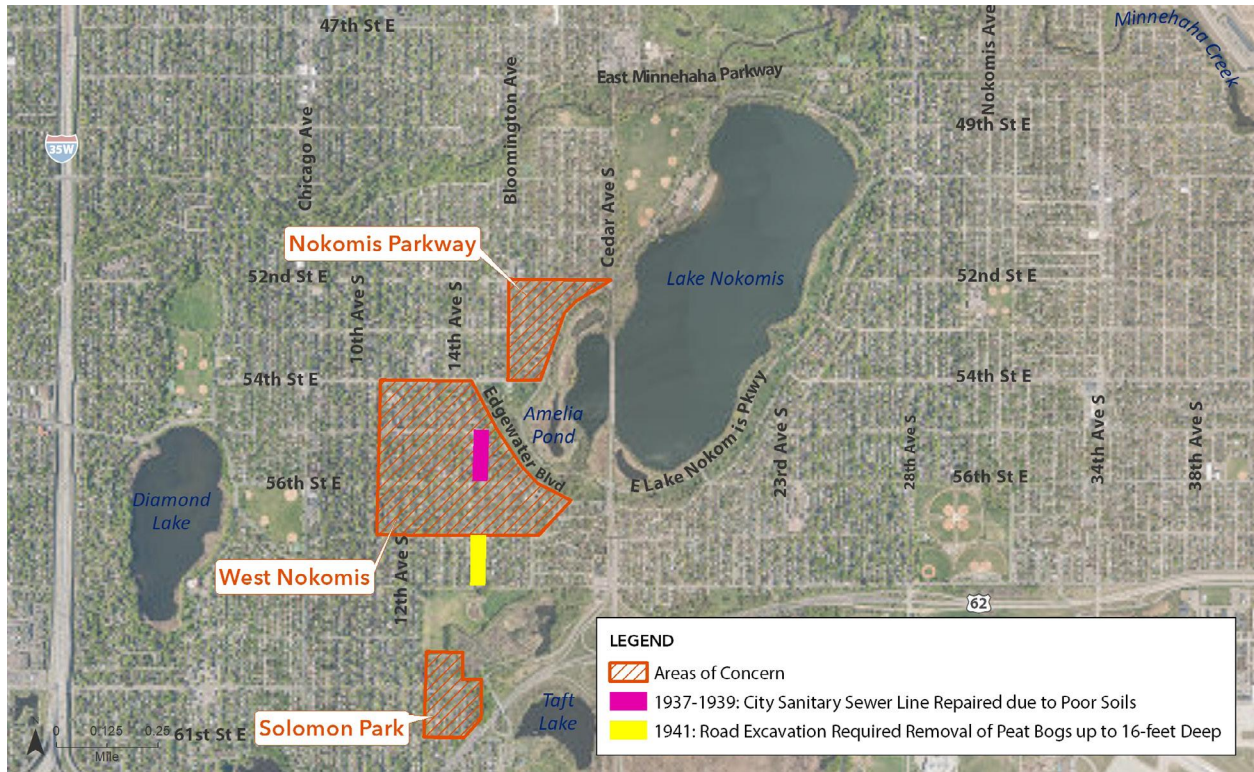 47th St E
Minnehaha Creek
Nokomis Ave
East Minnehaha Parkway
Bloomington Ave
Chicago Ave
49th St E
35W
Cedar Ave S
Nokomis Parkway
52nd St E
Lake Nokomis
52nd St E
10th Ave S
14th Ave S
54th St E
54th St E
Edgewater Blvd
Amelia
Pond
E Lake Nokomis Pkwy
23rd Ave S
28th Ave S
34th Ave S
38th Ave S
56th St E
56th St E
Diamond
Lake
West Nokomis
12th Ave S
62
LEGEND
Areas of Concern
1937-1939: City Sanitary Sewer Line Repaired due to Poor Soils
1941: Road Excavation Required Removal of Peat Bogs up to 16-feet Deep
Taft
Lake
Solomon Park
61st St E
0 0.125 0.25
Mile